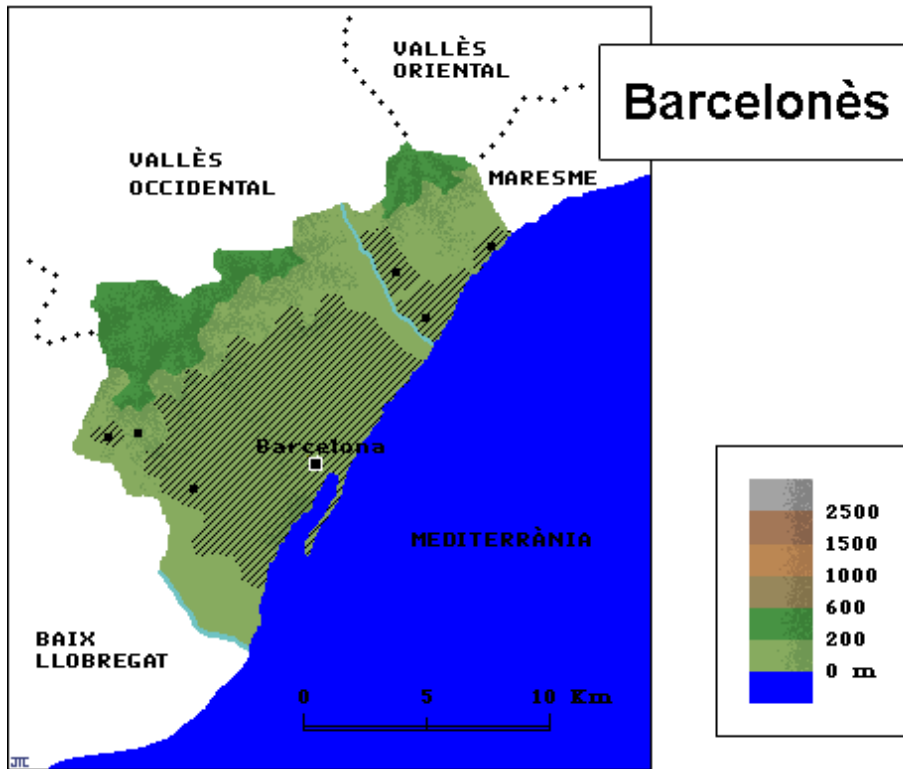 VALLÈS
ORIENTAL
Barcelonès
VALLÈS
OCCIDENTAL
MARESME
Barcelona
MEDITERRÀNIA
BAIX
LLOBREGAT
0 5 10 Km
2500
1500
1000
600
200
0 m
JTC